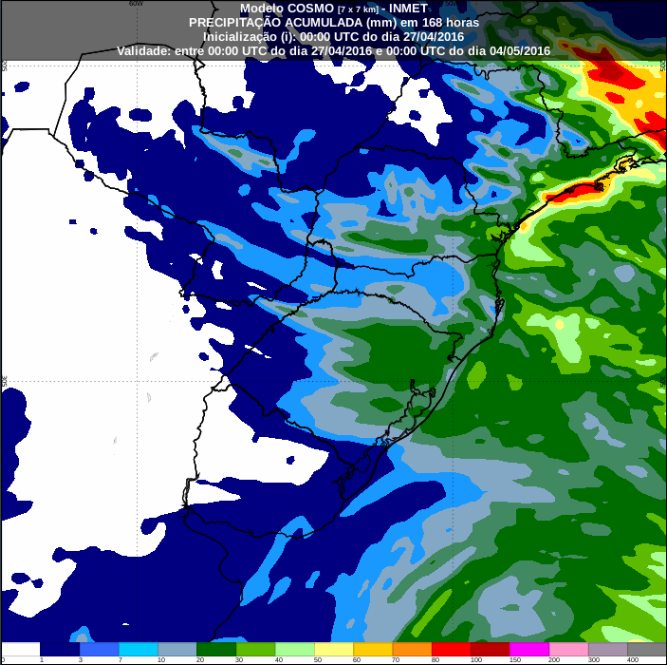 Modelo COSMO [7 x 7 km] - INMET
PRECIPITAÇÃO ACUMULADA (mm) em 168 horas
Inicialização (i): 00:00 UTC do dia 27/04/2016
Validade: entre 00:00 UTC do dia 27/04/2016 e 00:00 UTC do dia 04/05/2016
0 1 3 7 10 20 30 40 50 60 70 80 100 150 200 300 400